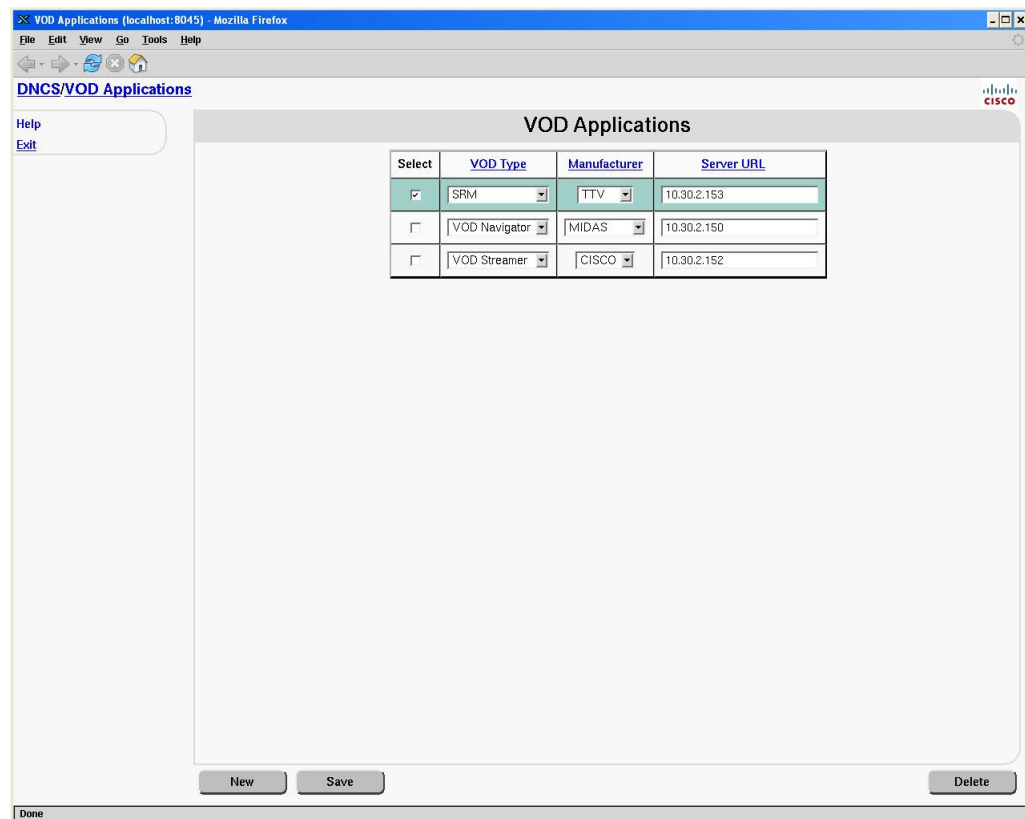 VOD Applications (localhost:8045) - Mozilla Firefox
File Edit View Go Tools Help
DNCS/VOD Applications
CISCO
Help
Exit
VOD Applications
Select VOD Type Manufacturer Server URL
SRM TTV 10.30.2.153
VOD Navigator MIDAS 10.30.2.150
VOD Streamer CISCO 10.30.2.152
New Save Delete
Done